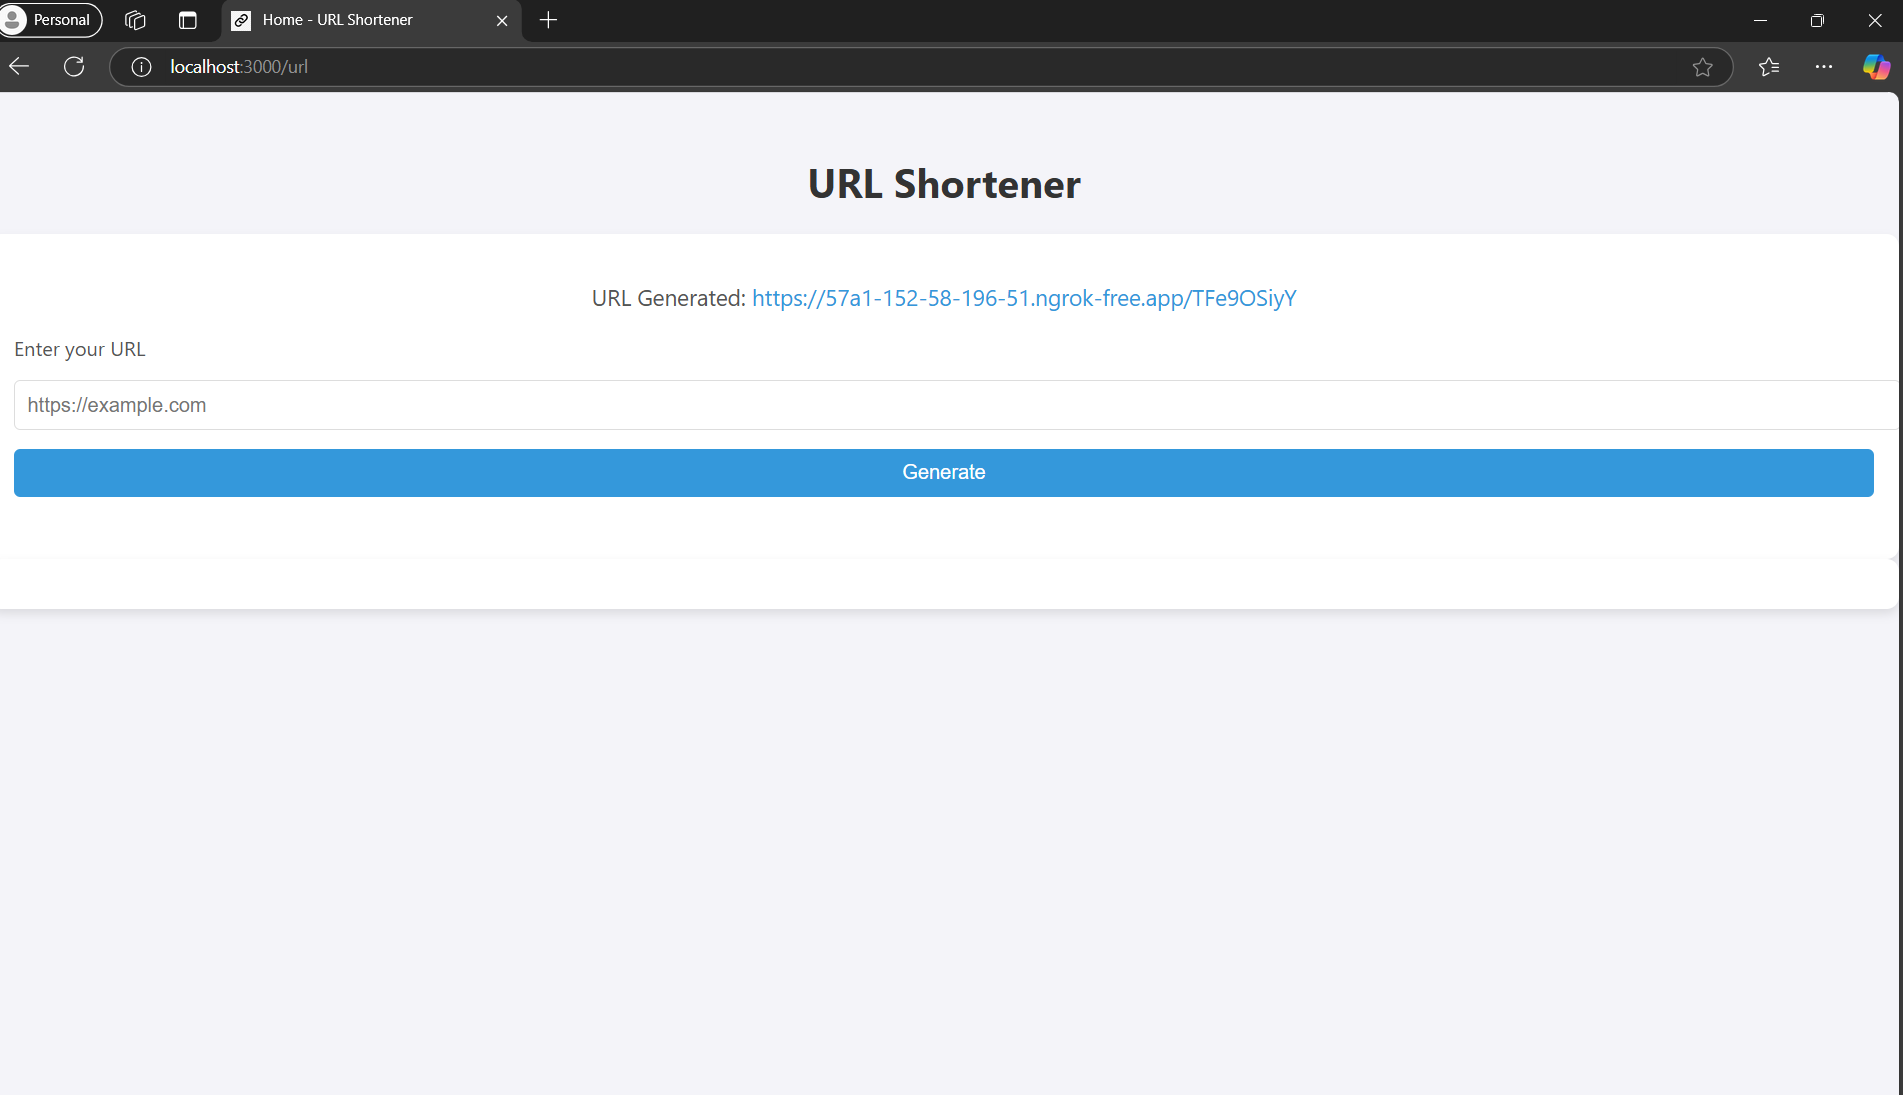 Personal
Home - URL Shortener
localhost:3000/url
URL Shortener
URL Generated: https://57a1-152-58-196-51.ngrok-free.app/TFe9OSiyY
Enter your URL
https://example.com
Generate